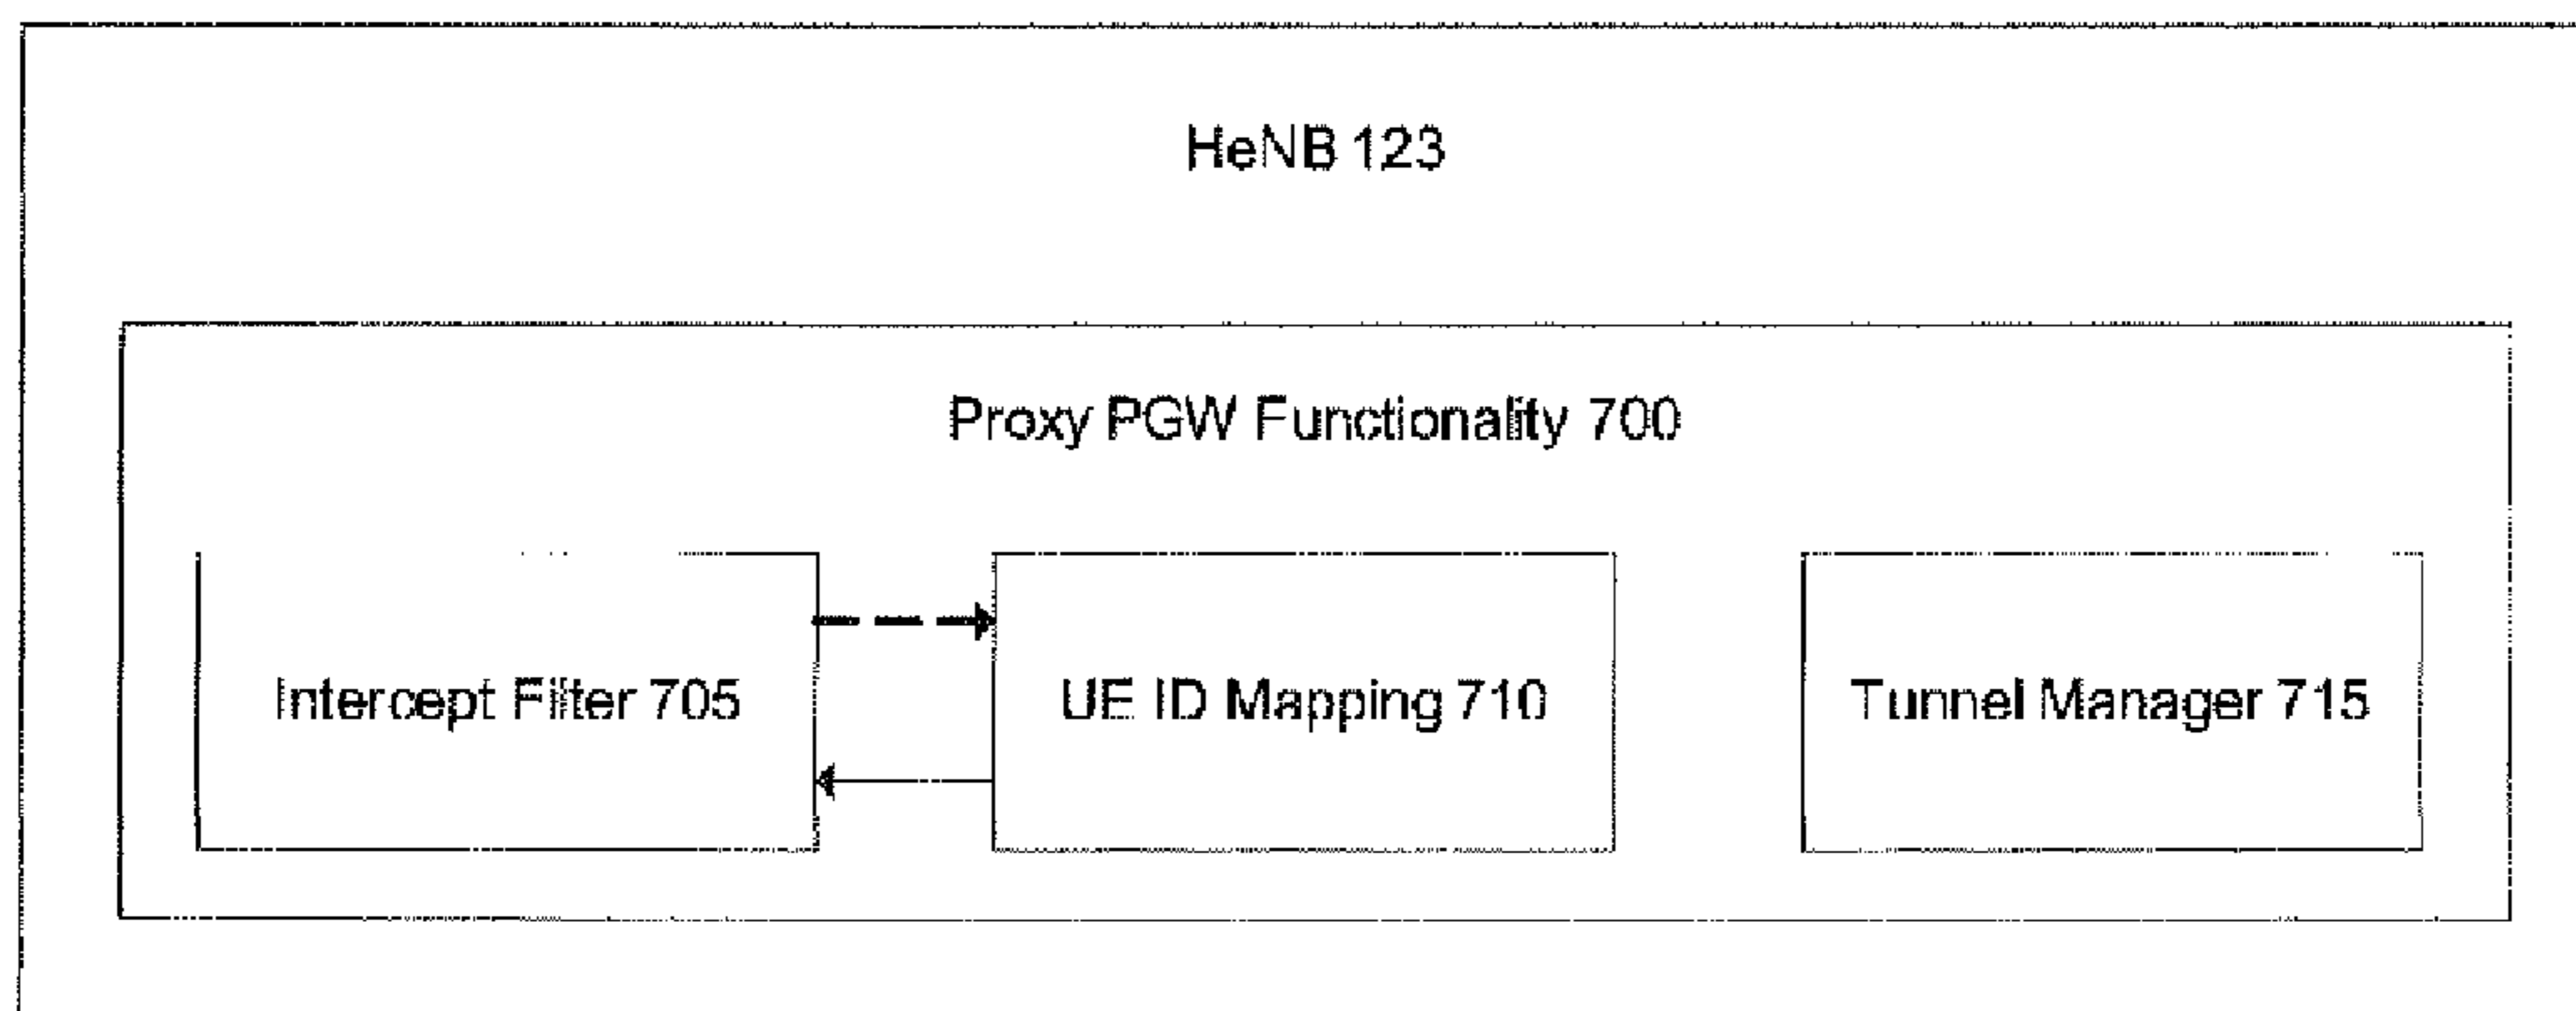 HeNB 123
Proxy PGW Functionality 700
Intercept Filter 705
UE ID Mapping 710
Tunnel Manager 715